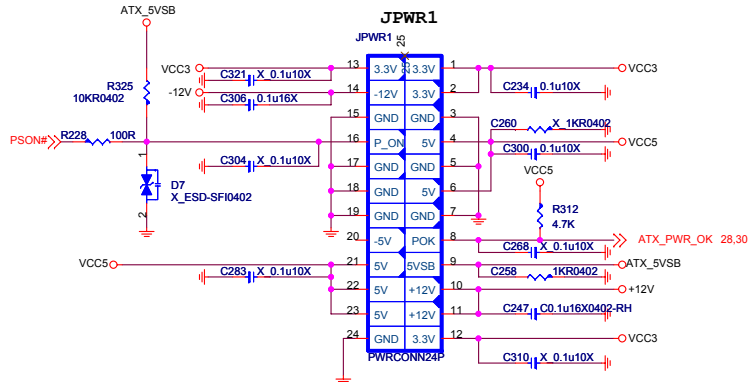 JPWR1
ATX_5VSB
JPWR1
25
25 X
VCC3
C321 X_0.1u10X
13 3.3V 3.3V 1
VCC3
-12V
C306 0.1u16X
14 -12V 3.3V 2
C234 0.1u10X
R325
10KR0402
15 GND GND 3
C260 X_1KR0402
PSON#
R228 100R
16 P_ON 5V 4
VCC5
C304 X_0.1u10X
17 GND GND 5
C300 0.1u10X
1
D7
X_ESD-SFI0402
2
18 GND 5V 6
VCC5
19 GND GND 7
R312
4.7K
20 -5V POK 8
ATX_PWR_OK 28,30
C268 X_0.1u10X
VCC5
21 5V 5VSB 9
ATX_5VSB
C283 X_0.1u10X
C258 1KR0402
22 5V +12V 10
+12V
23 5V +12V 11
C247 C0.1u16X0402-RH
24 GND 3.3V 12
VCC3
PWRCONN24P
C310 X_0.1u10X